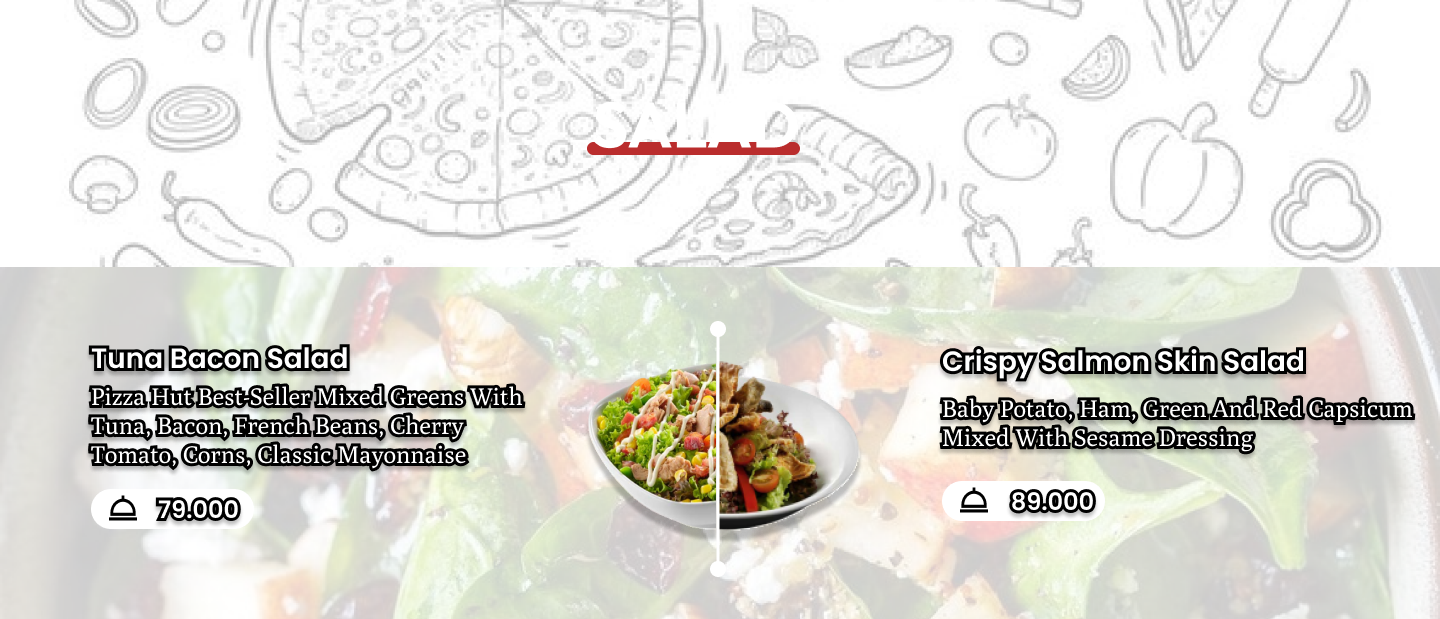 SALAD
Tuna Bacon Salad
Pizza Hut Best-Seller Mixed Greens With
Tuna, Bacon, French Beans, Cherry
Tomato, Corns, Classic Mayonnaise
79.000
Crispy Salmon Skin Salad
Baby Potato, Ham, Green And Red Capsicum
Mixed With Sesame Dressing
89.000